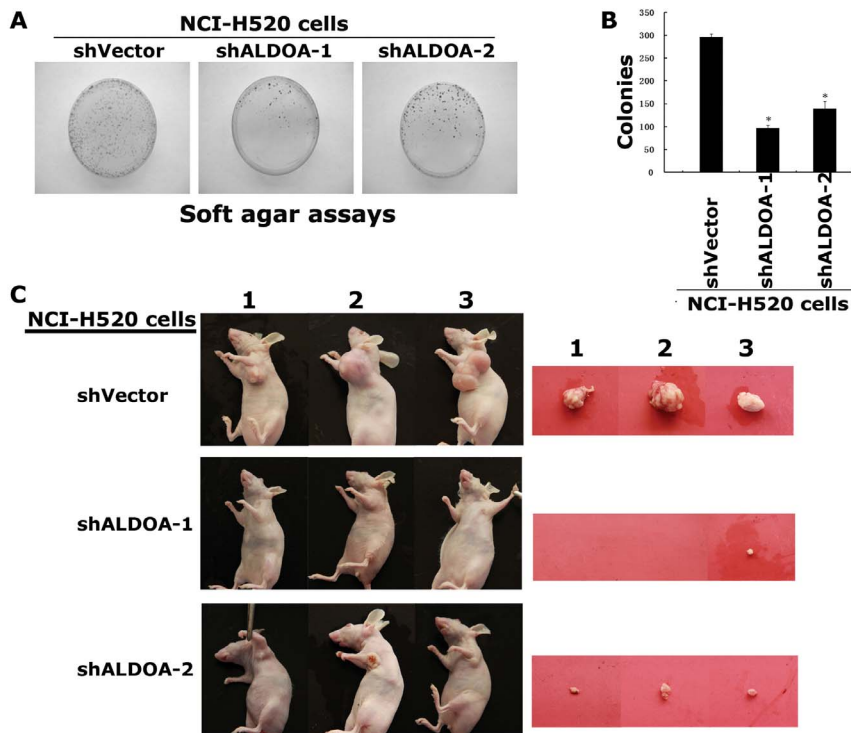 A
NCI-H520 cells
shVector shALDOA-1 shALDOA-2
Soft agar assays
B
Colonies
350
300
250
200
150
100
50
0
* *
shVector
shALDOA-1
shALDOA-2
NCI-H520 cells
C
1 2 3
NCI-H520 cells
1 2 3
shVector
shALDOA-1
shALDOA-2